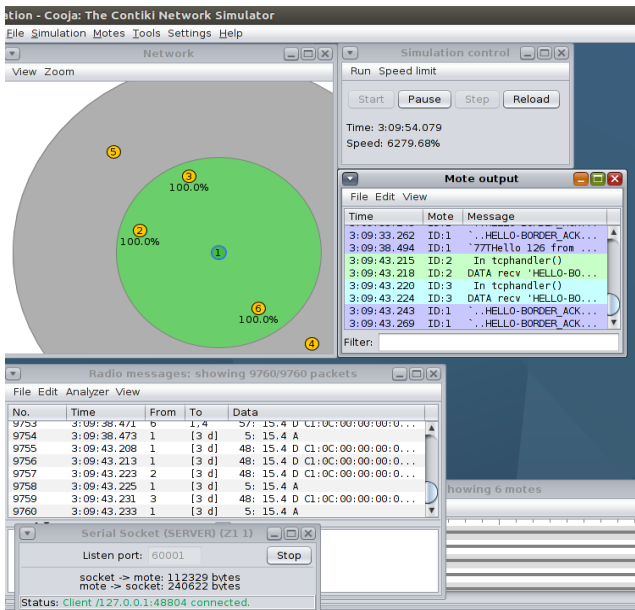 ation - Cooja: The Contiki Network Simulator
File Simulation Motes Tools Settings Help
Network
View Zoom
5
3
100.0%
2
100.0%
1
6
100.0%
4
Simulation control
Run Speed limit
Start Pause Step Reload
Time: 3:09:54.079
Speed: 6279.68%
Mote output
File Edit View
Time Mote Message
3:09:33.262 ID:1 `..HELLO-BORDER_ACK...
3:09:38.494 ID:1 `77THello 126 from ...
3:09:43.215 ID:2 In tcphandler()
3:09:43.218 ID:2 DATA recv 'HELLO-BO...
3:09:43.220 ID:3 In tcphandler()
3:09:43.224 ID:3 DATA recv 'HELLO-BO...
3:09:43.243 ID:1 `..HELLO-BORDER_ACK...
3:09:43.269 ID:1 `..HELLO-BORDER_ACK...
Filter:
Radio messages: showing 9760/9760 packets
File Edit Analyzer View
No. Time From To Data
9753 3:09:38.471 6 1,4 57: 15.4 D C1:0C:00:00:00:0...
9754 3:09:38.473 1 [3 d] 5: 15.4 A
9755 3:09:43.208 1 [3 d] 48: 15.4 D C1:0C:00:00:00:0...
9756 3:09:43.213 1 [3 d] 48: 15.4 D C1:0C:00:00:00:0...
9757 3:09:43.223 2 [3 d] 48: 15.4 D C1:0C:00:00:00:0...
9758 3:09:43.225 1 [3 d] 5: 15.4 A
9759 3:09:43.231 3 [3 d] 48: 15.4 D C1:0C:00:00:00:0...
9760 3:09:43.233 1 [3 d] 5: 15.4 A
howing 6 motes
Serial Socket (SERVER) (Z1 1)
Listen port: 60001 Stop
socket -> mote: 112329 bytes
mote -> socket: 240622 bytes
Status: Client /127.0.0.1:48804 connected.